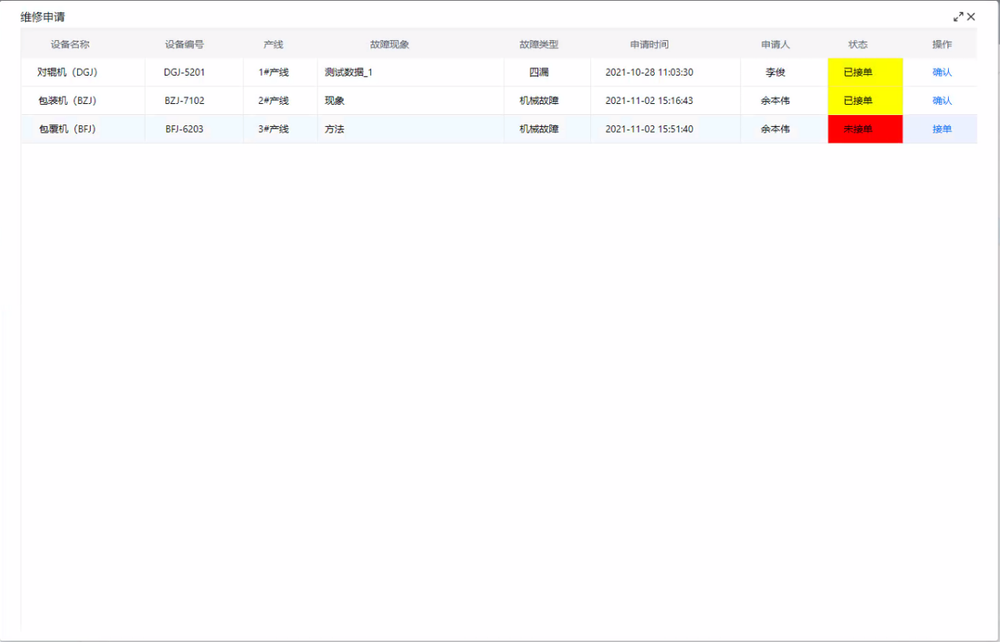 维修申请
设备名称 设备编号 产线 故障现象 故障类型 申请时间 申请人 状态 操作
对辊机（DGJ） DGJ-5201 1#产线 测试数据_1 四漏 2021-10-28 11:03:30 李俊 已接单 确认
包装机（BZJ） BZJ-7102 2#产线 现象 机械故障 2021-11-02 15:16:43 余本伟 已接单 确认
包覆机（BFJ） BFJ-6203 3#产线 方法 机械故障 2021-11-02 15:51:40 余本伟 未接单 接单